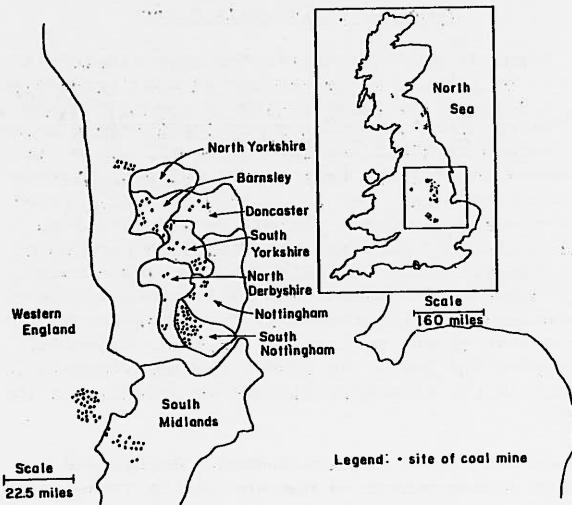 North
Sea
North Yorkshire
Barnsley
Doncaster
South
Yorkshire
North
Derbyshire
Nottingham
South
Nottingham
Western
England
South
Midlands
Scale
160 miles
Scale
22.5 miles
Legend: • site of coal mine